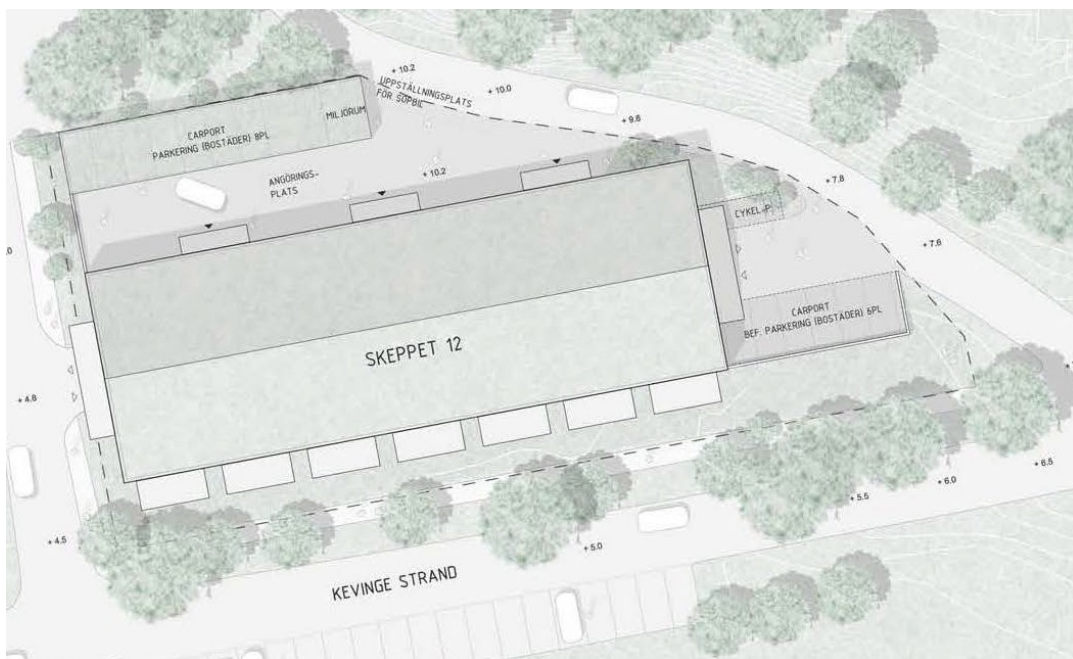 + 10.2
UPPSTÄLLNINGSPLATS
FÖR SOPBIL
+ 10.0
+ 9.8
CARPORT
PARKERING (BOSTÄDER) 8PL
MILJÖRUM
ANGÖRINGS-
PLATS
+ 10.2
+ 7.8
CYKEL-P
+ 7.6
CARPORT
BEF. PARKERING (BOSTÄDER) 6PL
SKEPPET 12
+ 4.8
+ 4.5
+ 6.5
+ 6.0
+ 5.5
+ 5.0
KEVINGE STRAND